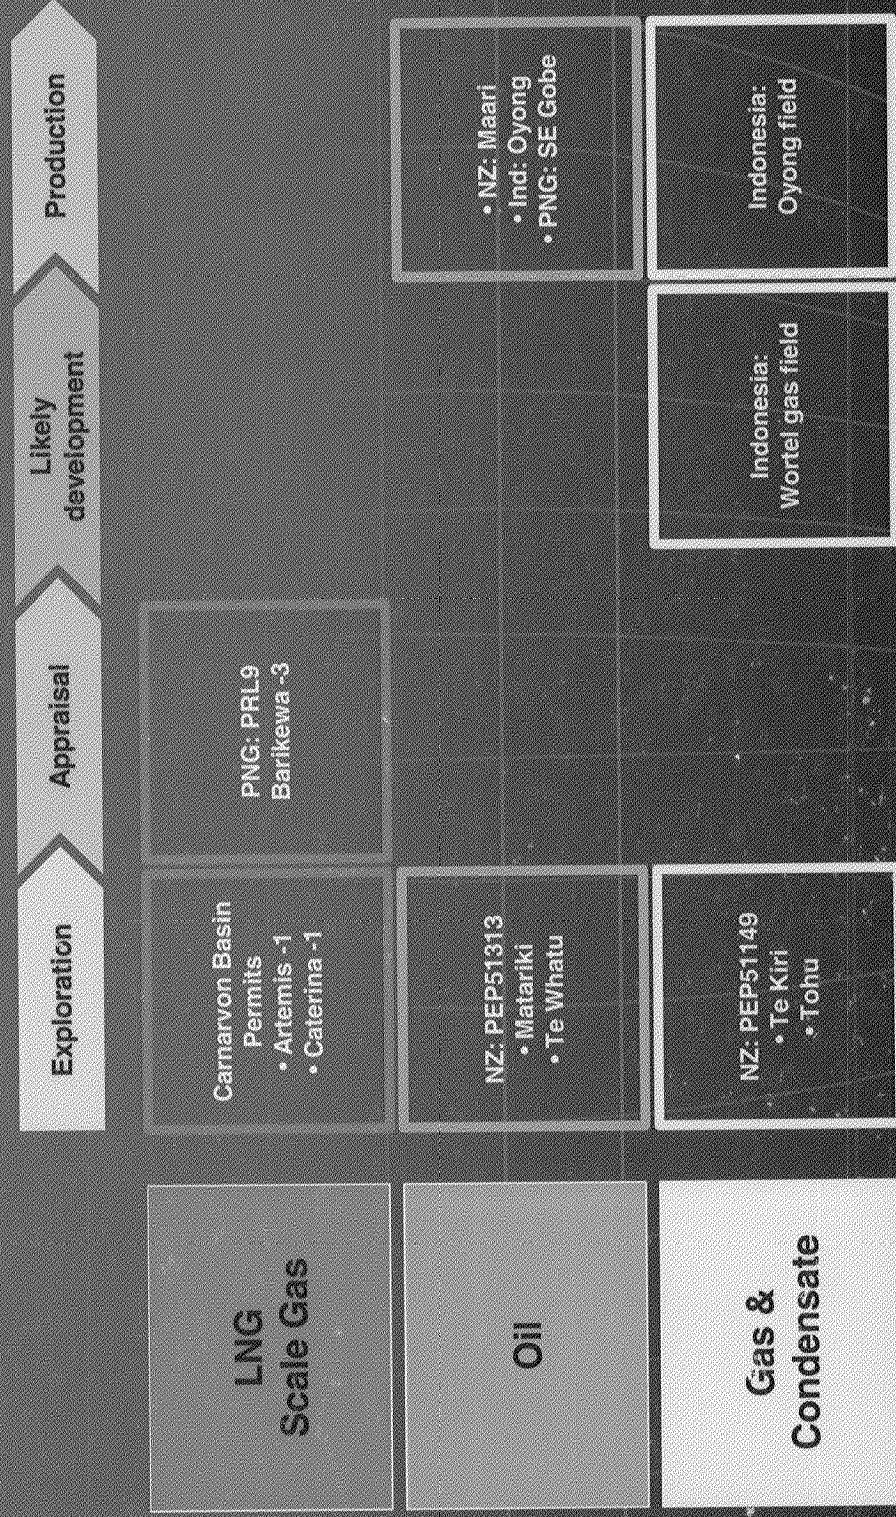 Exploration
Appraisal
Likely
development
Production
LNG
Scale Gas
Carnarvon Basin
Permits
• Artemis -1
• Caterina -1
PNG: PRL9
Barikewa -3
Oil
NZ: PEP51313
• Matariki
• Te Whatu
• NZ: Maari
• Ind: Oyong
• PNG: SE Gobe
Gas &
Condensate
NZ: PEP51149
• Te Kiri
• Tohu
Indonesia:
Wortel gas field
Indonesia:
Oyong field